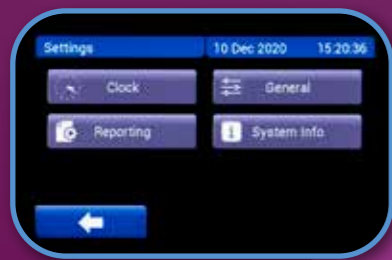 Settings 10 Dec 2020 15:20:36
Clock General
Reporting System Info